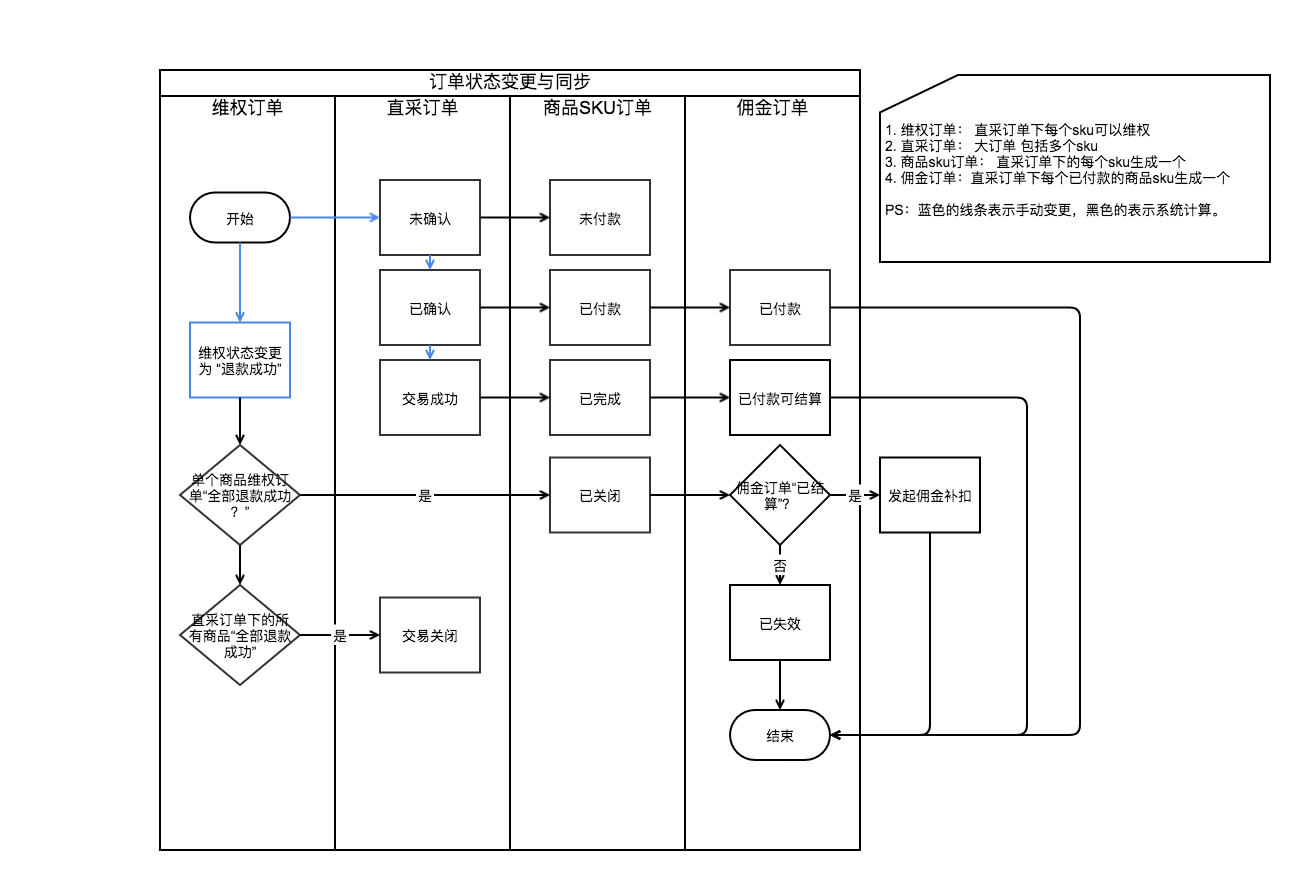 订单状态变更与同步
维权订单
直采订单
商品SKU订单
佣金订单
1. 维权订单： 直采订单下每个sku可以维权
2. 直采订单： 大订单 包括多个sku
3. 商品sku订单： 直采订单下的每个sku生成一个
4. 佣金订单：直采订单下每个已付款的商品sku生成一个
PS：蓝色的线条表示手动变更，黑色的表示系统计算。
开始
未确认
未付款
已确认
已付款
已付款
维权状态变更
为 “退款成功”
交易成功
已完成
已付款可结算
单个商品维权订
单“全部退款成功
？”
是
已关闭
佣金订单“已结
算”?
是
发起佣金补扣
否
直采订单下的所
有商品“全部退款
成功”
是
交易关闭
已失效
结束